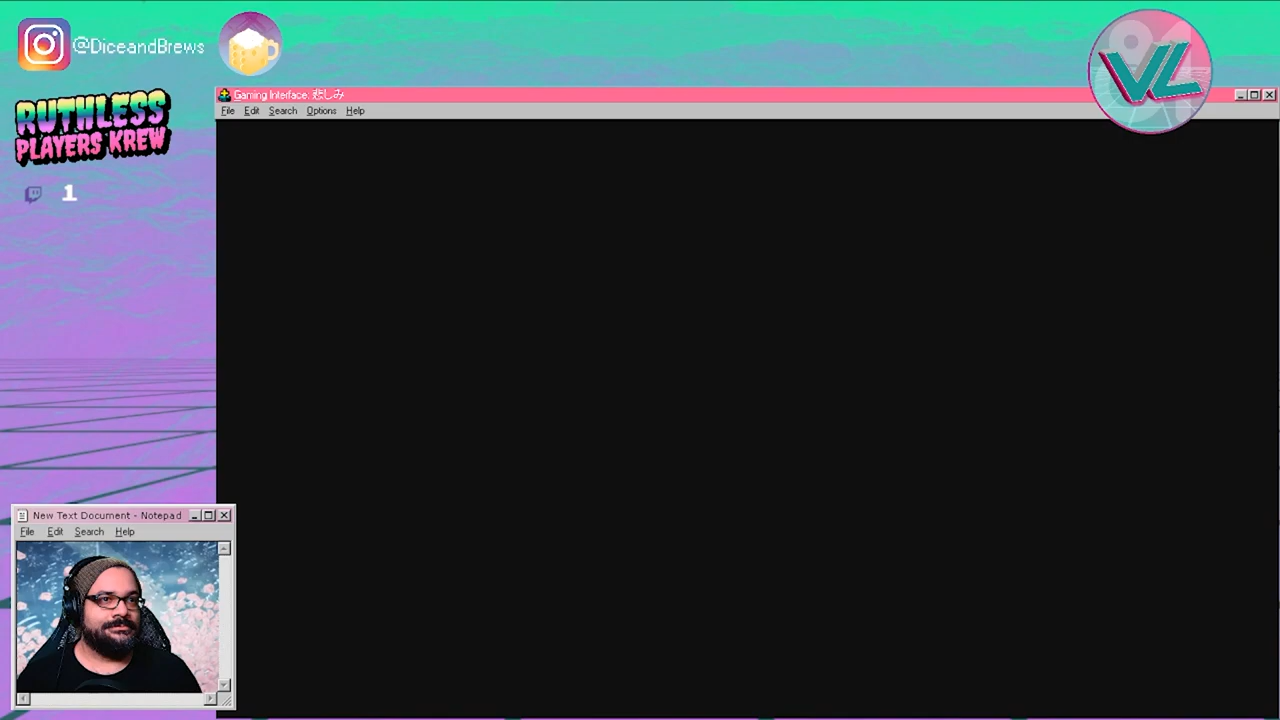 @DiceandBrews
RUTHLESS
PLAYERS KREW
1
VL
Gaming Interface: 悲しみ
File Edit Search Options Help
New Text Document - Notepad
File Edit Search Help